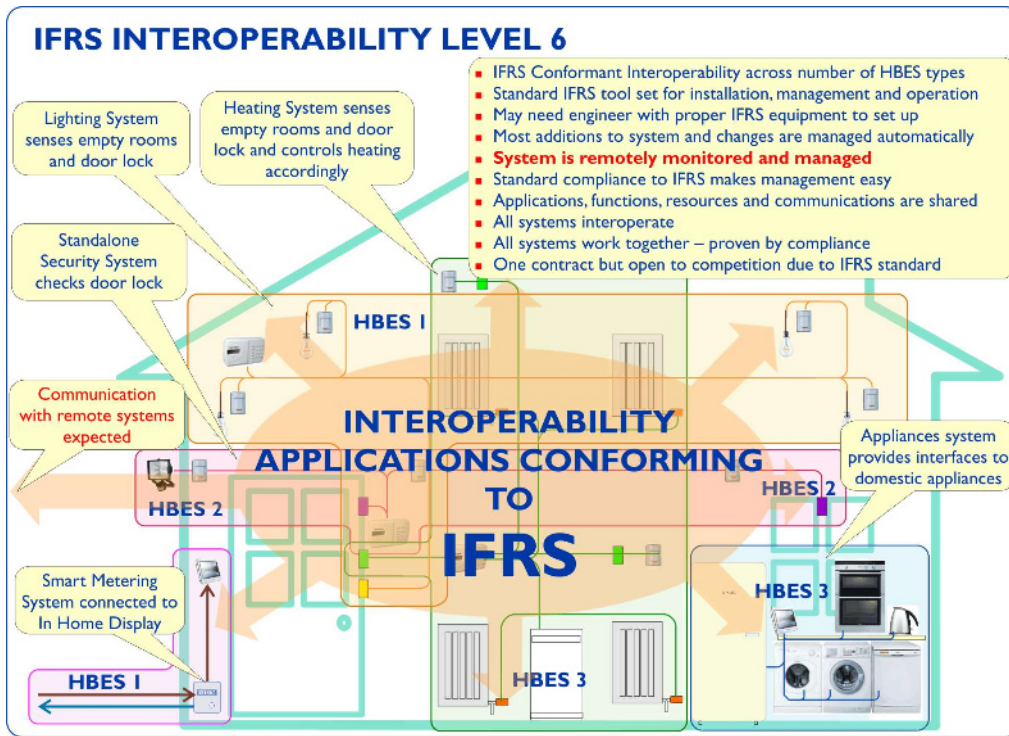 IFRS INTEROPERABILITY LEVEL 6
IFRS Conformant Interoperability across number of HBES types
Standard IFRS tool set for installation, management and operation
May need engineer with proper IFRS equipment to set up
Most additions to system and changes are managed automatically
System is remotely monitored and managed
Standard compliance to IFRS makes management easy
Applications, functions, resources and communications are shared
All systems interoperate
All systems work together – proven by compliance
One contract but open to competition due to IFRS standard
Heating System senses
empty rooms and door
lock and controls heating
accordingly
Lighting System
senses empty rooms
and door lock
Standalone
Security System
checks door lock
HBES 1
Communication
with remote systems
expected
INTEROPERABILITY
APPLICATIONS CONFORMING
TO
IFRS
Appliances system
provides interfaces to
domestic appliances
HBES 2
HBES 2
Smart Metering
System connected to
In Home Display
HBES 3
HBES 3
HBES 1